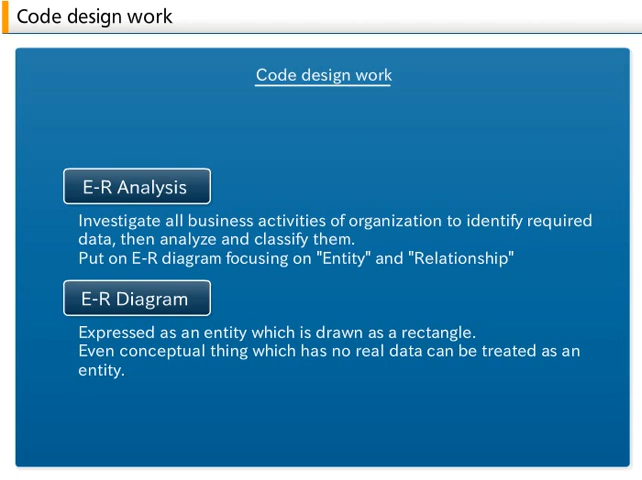 Code design work
Code design work
E-R Analysis
Investigate all business activities of organization to identify required
data, then analyze and classify them.
Put on E-R diagram focusing on "Entity" and "Relationship"
E-R Diagram
Expressed as an entity which is drawn as a rectangle.
Even conceptual thing which has no real data can be treated as an
entity.